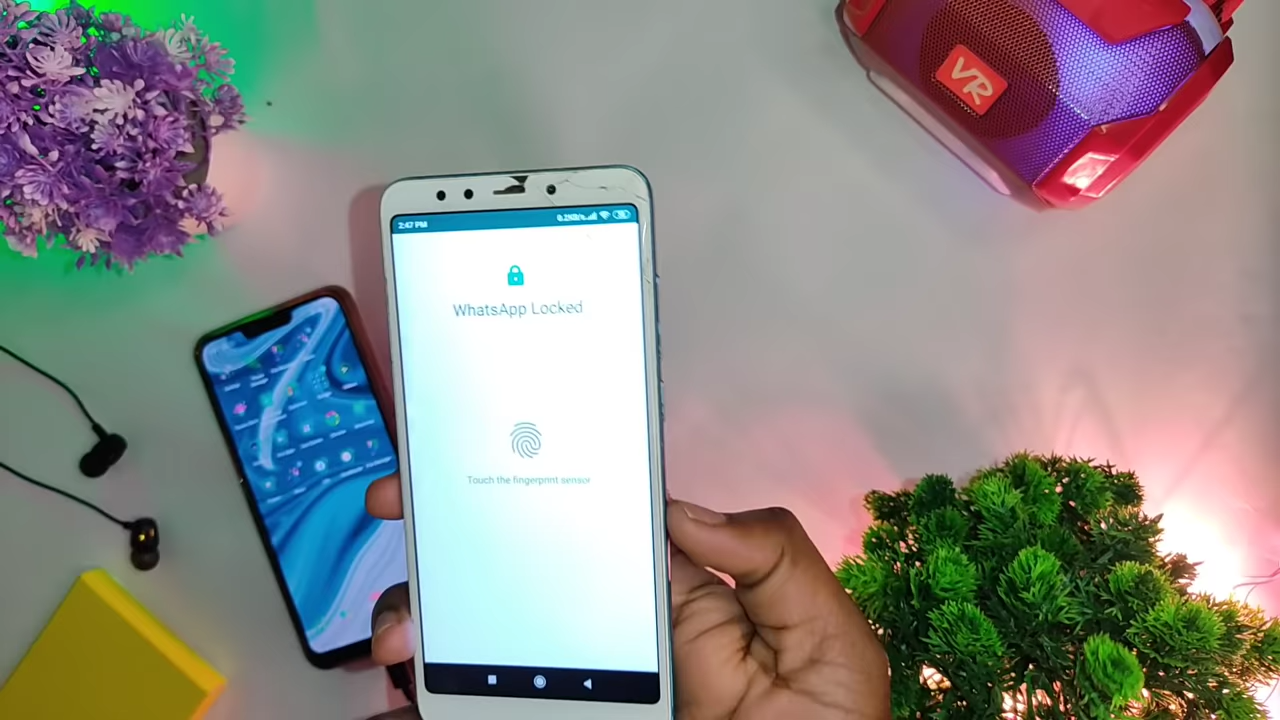 VR
2:47 PM
WhatsApp Locked
Touch the fingerprint sensor